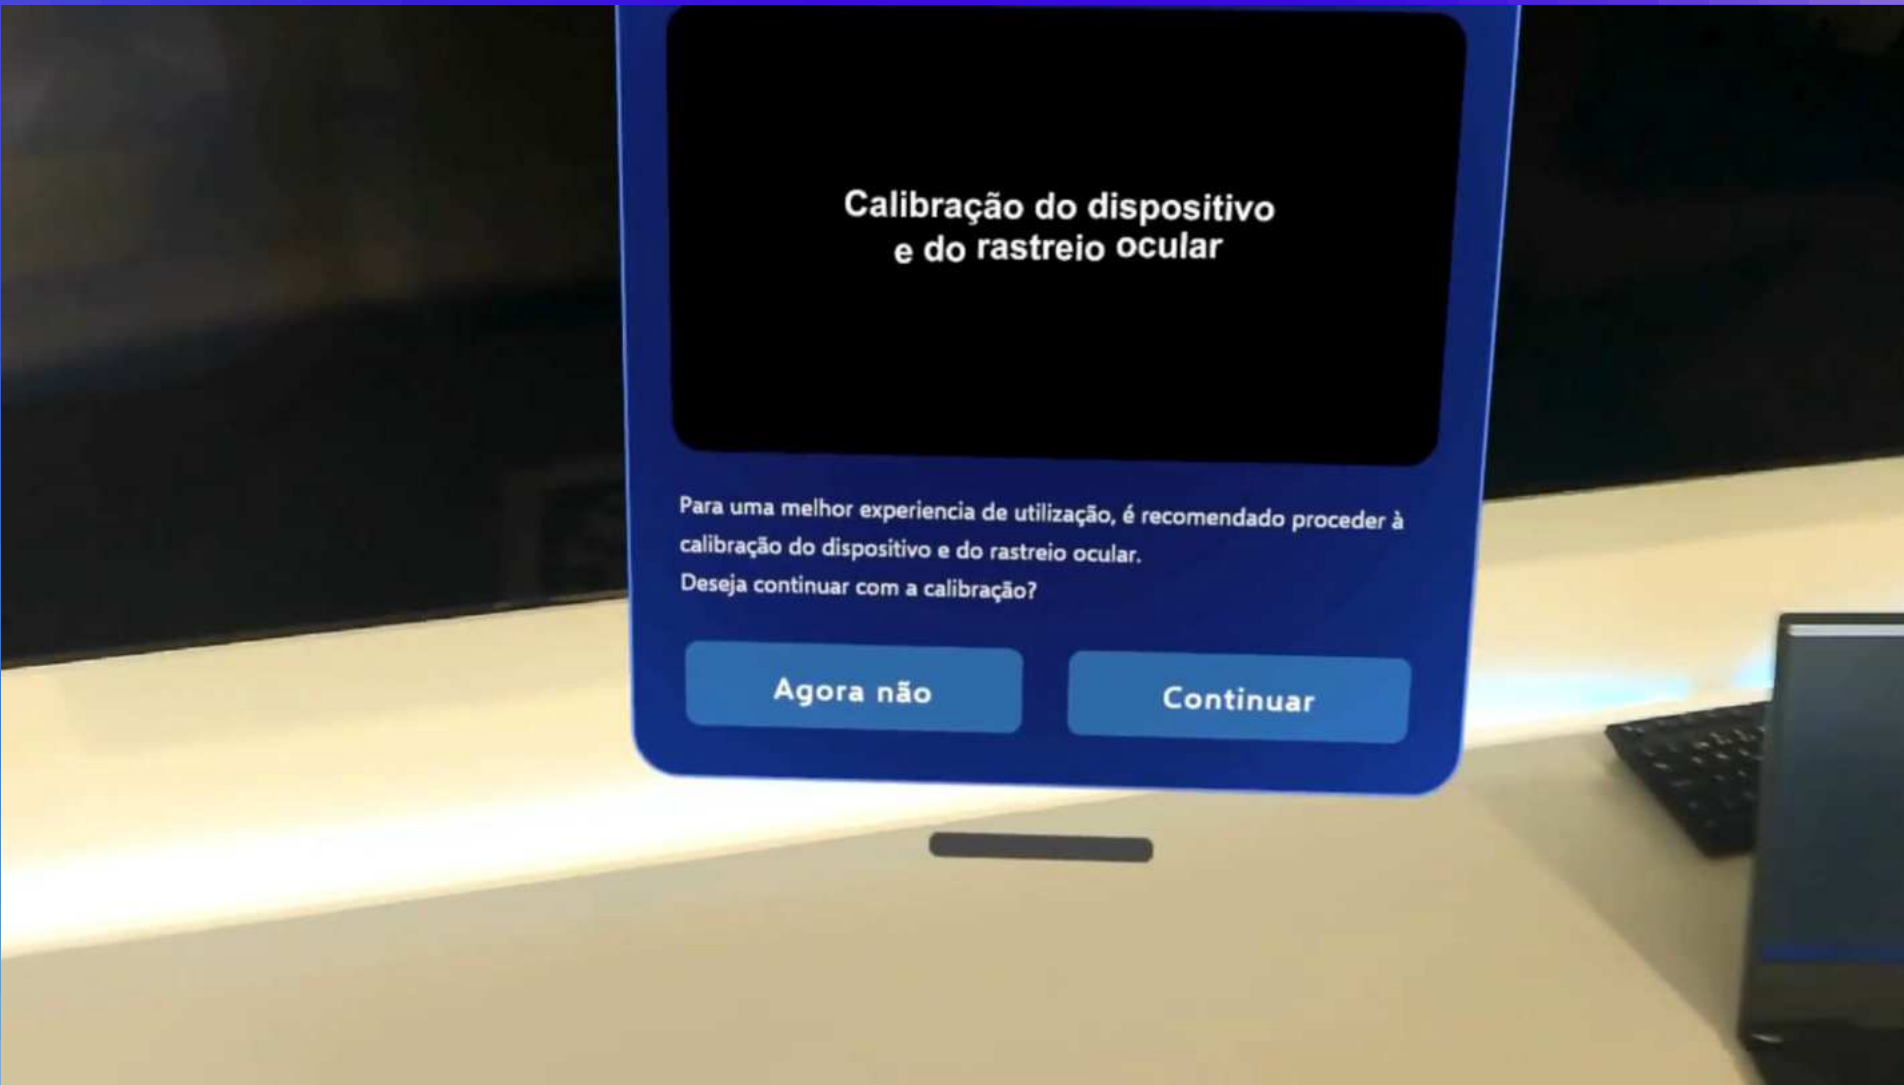 Calibração do dispositivo
e do rastreio ocular
Para uma melhor experiencia de utilização, é recomendado proceder à
calibração do dispositivo e do rastreio ocular.
Deseja continuar com a calibração?
Agora não
Continuar